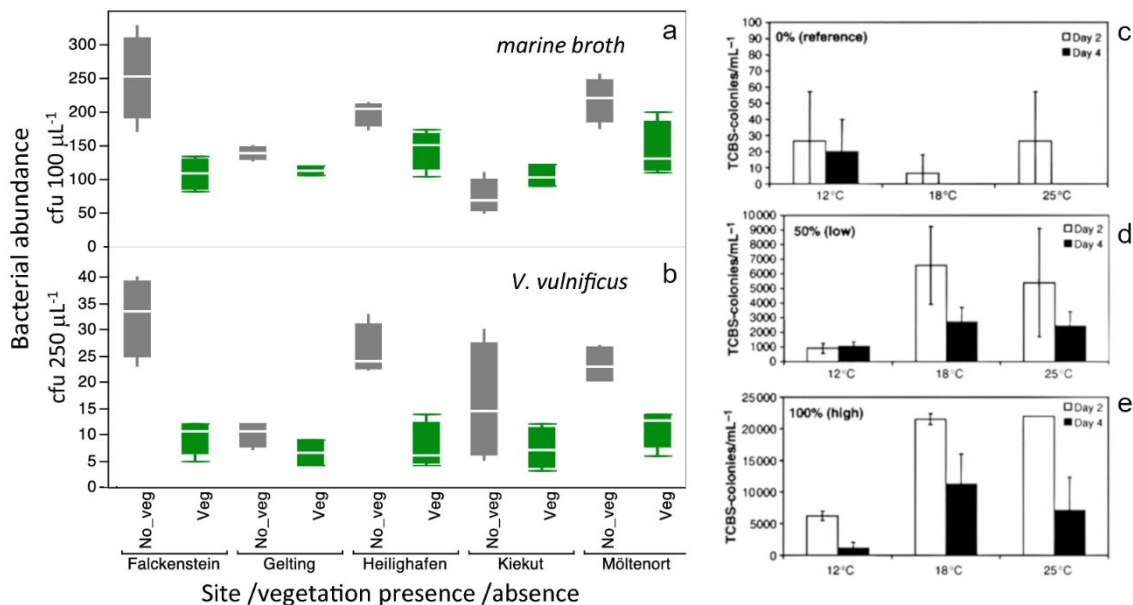 a
marine broth
300
250
200
150
100
50
0
Bacterial abundance
cfu 100 μL-1
b
V. vulnificus
40
35
30
25
20
15
10
5
0
cfu 250 μL-1
No_veg
Veg
No_veg
Veg
No_veg
Veg
No_veg
Veg
No_veg
Veg
Falckenstein
Gelting
Heilighafen
Kiekut
Möltenort
Site /vegetation presence /absence
c
0% (reference)
Day 2
Day 4
TCBS-colonies/mL−1
100
90
80
70
60
50
40
30
20
10
0
12°C
18°C
25°C
d
50% (low)
Day 2
Day 4
TCBS-colonies/mL−1
10000
9000
8000
7000
6000
5000
4000
3000
2000
1000
0
12°C
18°C
25°C
e
100% (high)
Day 2
Day 4
TCBS-colonies/mL−1
25000
20000
15000
10000
5000
0
12°C
18°C
25°C